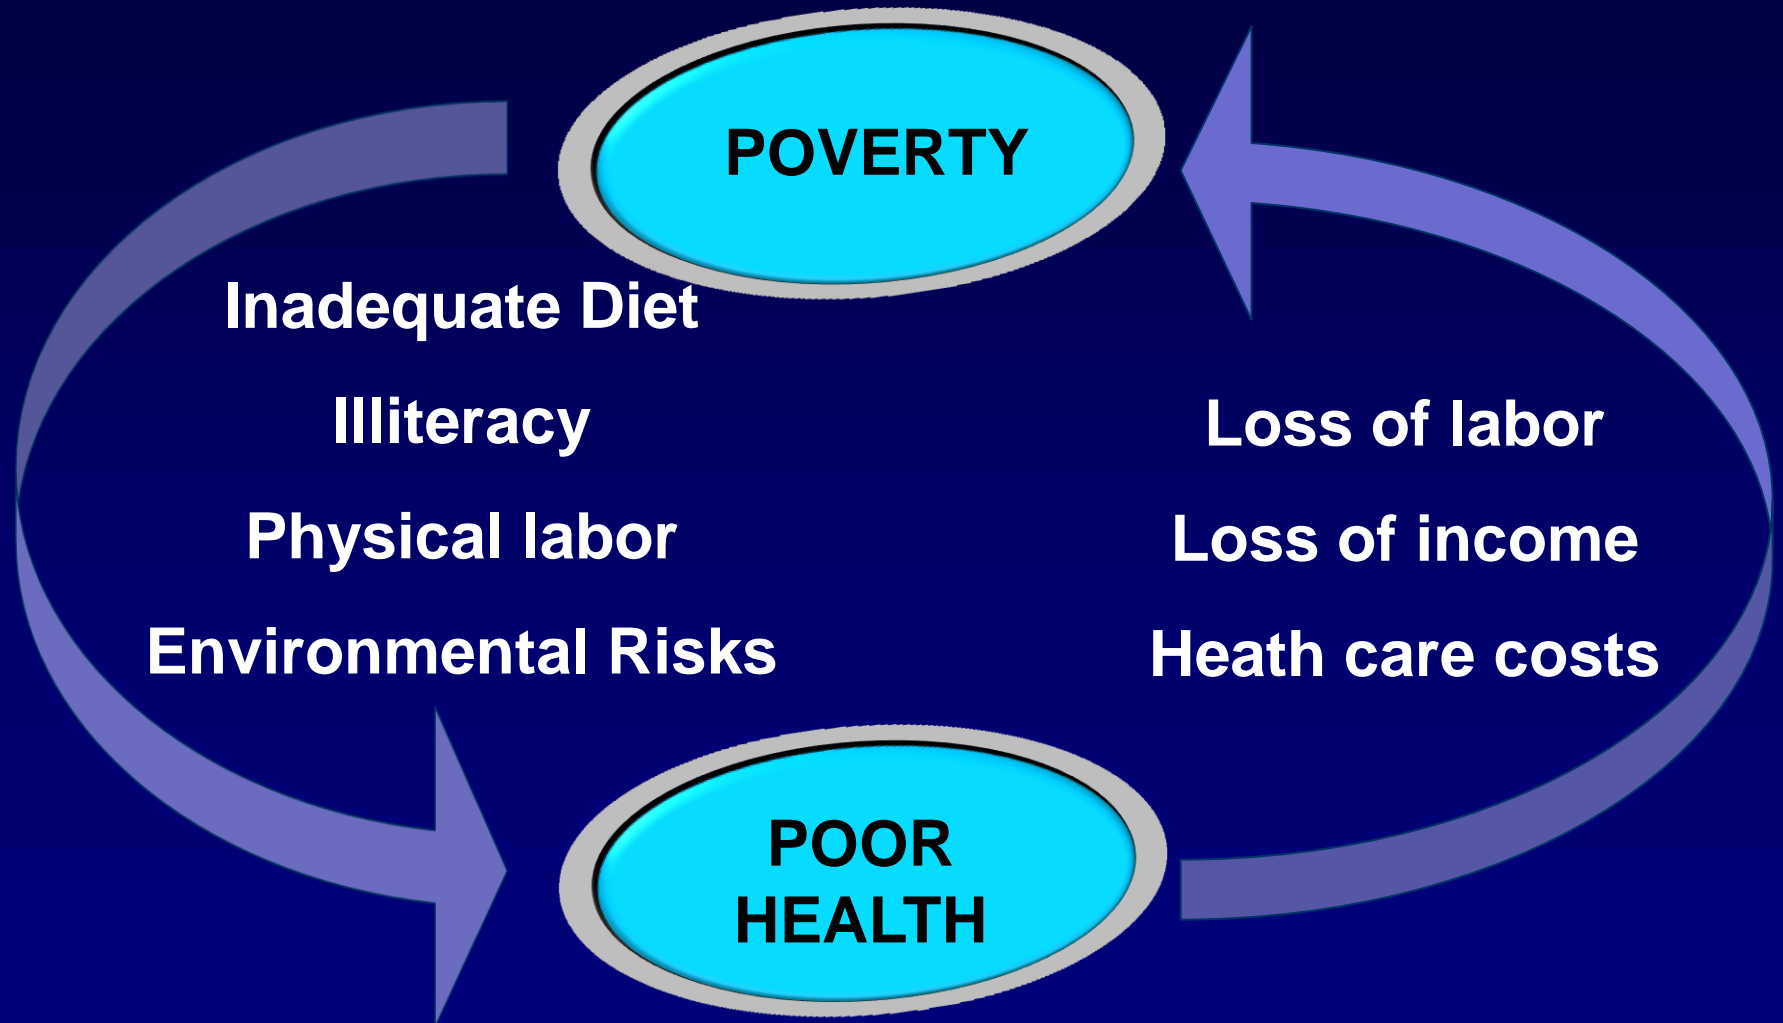 POVERTY
Inadequate Diet
Illiteracy
Physical labor
Environmental Risks
Loss of labor
Loss of income
Heath care costs
POOR
HEALTH